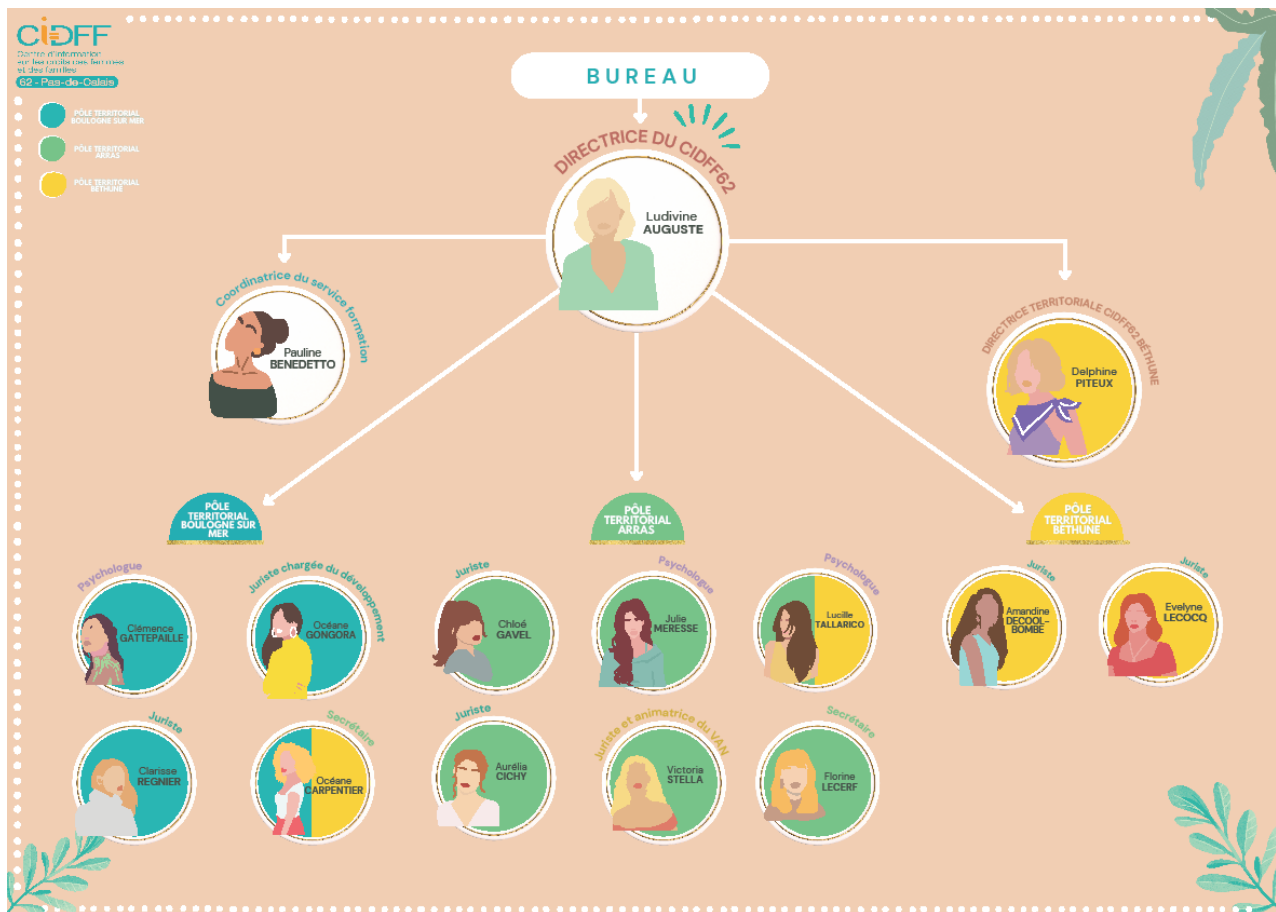 CIDFF
Centre d'Information
sur les droits des femmes
et des familles
62 - Pas-de-Calais
PÔLE TERRITORIAL
BOULOGNE SUR MER
PÔLE TERRITORIAL
ARRAS
PÔLE TERRITORIAL
BÉTHUNE
BUREAU
DIRECTRICE DU CIDFF62
Ludivine
AUGUSTE
Coordinatrice du service formation
Pauline
BENEDETTO
DIRECTRICE TERRITORIALE CIDFF62 BÉTHUNE
Delphine
PITEUX
PÔLE
TERRITORIAL
BOULOGNE SUR
MER
PÔLE
TERRITORIAL
ARRAS
PÔLE
TERRITORIAL
BÉTHUNE
Psychologue
Clémence
GATTEPAILLE
Juriste chargée du développement
Océane
GONGORA
Juriste
Chloé
GAVEL
Psychologue
Julie
MERESSE
Psychologue
Lucille
TALLARICO
Juriste
Amandine
DECOOL-
BOMBE
Juriste
Evelyne
LECOCQ
Juriste
Clarisse
REGNIER
Secrétaire
Océane
CARPENTIER
Juriste
Aurélia
CICHY
Juriste et animatrice du VAN
Victoria
STELLA
Secrétaire
Florine
LECERF